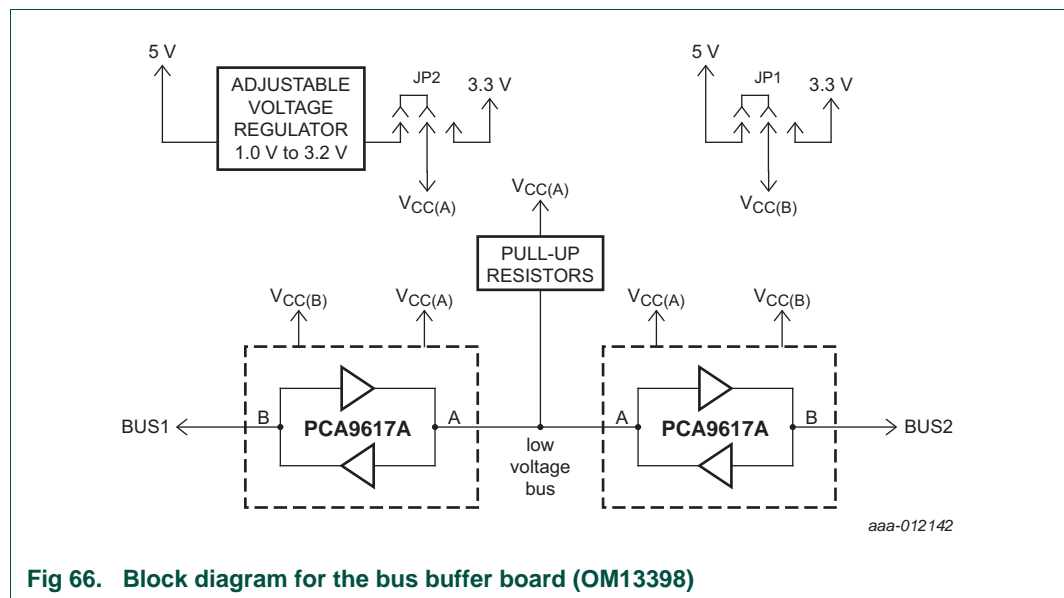 5 V
ADJUSTABLE
VOLTAGE
REGULATOR
1.0 V to 3.2 V
JP2
3.3 V
VCC(A)
5 V
JP1
3.3 V
VCC(B)
VCC(A)
PULL-UP
RESISTORS
VCC(B)
VCC(A)
VCC(A)
VCC(B)
BUS1
B
PCA9617A
A
low
voltage
bus
A
PCA9617A
B
BUS2
aaa-012142
Fig 66. Block diagram for the bus buffer board (OM13398)